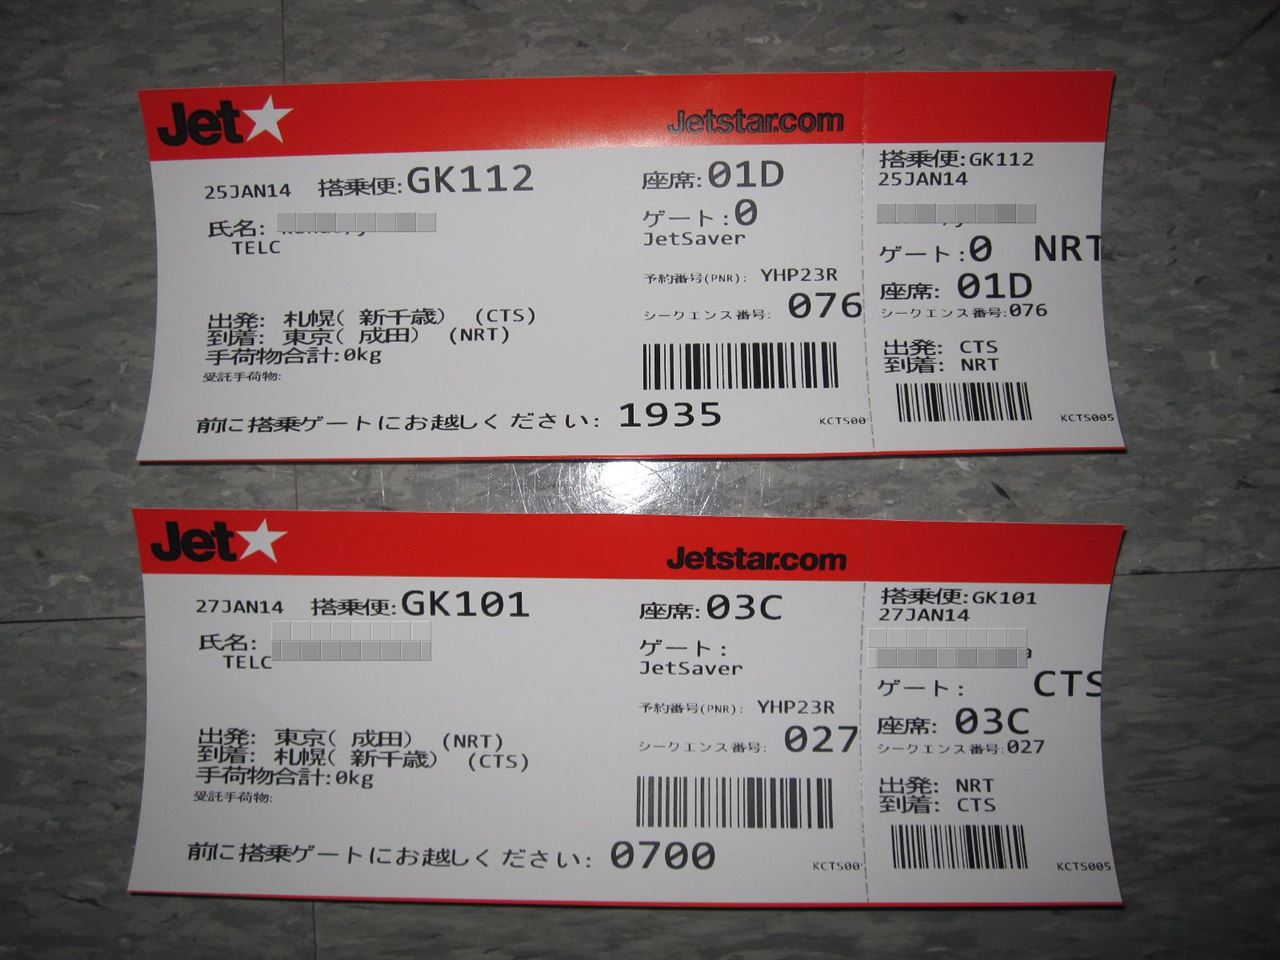 Jet
Jetstar.com
25JAN14 搭乗便:GK112
氏名:
TELC
座席:01D
ゲート:0
JetSaver
予約番号(PNR): YHP23R
シークエンス番号: 076
出発: 札幌( 新千歳) (CTS)
到着: 東京( 成田) (NRT)
手荷物合計:0kg
受託手荷物:
前に搭乗ゲートにお越しください: 1935
KCTS00
搭乗便:GK112
25JAN14
ゲート:0 NRT
座席: 01D
シークエンス番号:076
出発: CTS
到着: NRT
KCTS005
Jet
Jetstar.com
27JAN14 搭乗便:GK101
氏名:
TELC
座席:03C
ゲート:
JetSaver
予約番号(PNR): YHP23R
シークエンス番号: 027
出発: 東京( 成田) (NRT)
到着: 札幌( 新千歳) (CTS)
手荷物合計:0kg
受託手荷物:
前に搭乗ゲートにお越しください: 0700
KCTS00
搭乗便:GK101
27JAN14
ゲート: CTS
座席: 03C
シークエンス番号:027
出発: NRT
到着: CTS
KCTS005